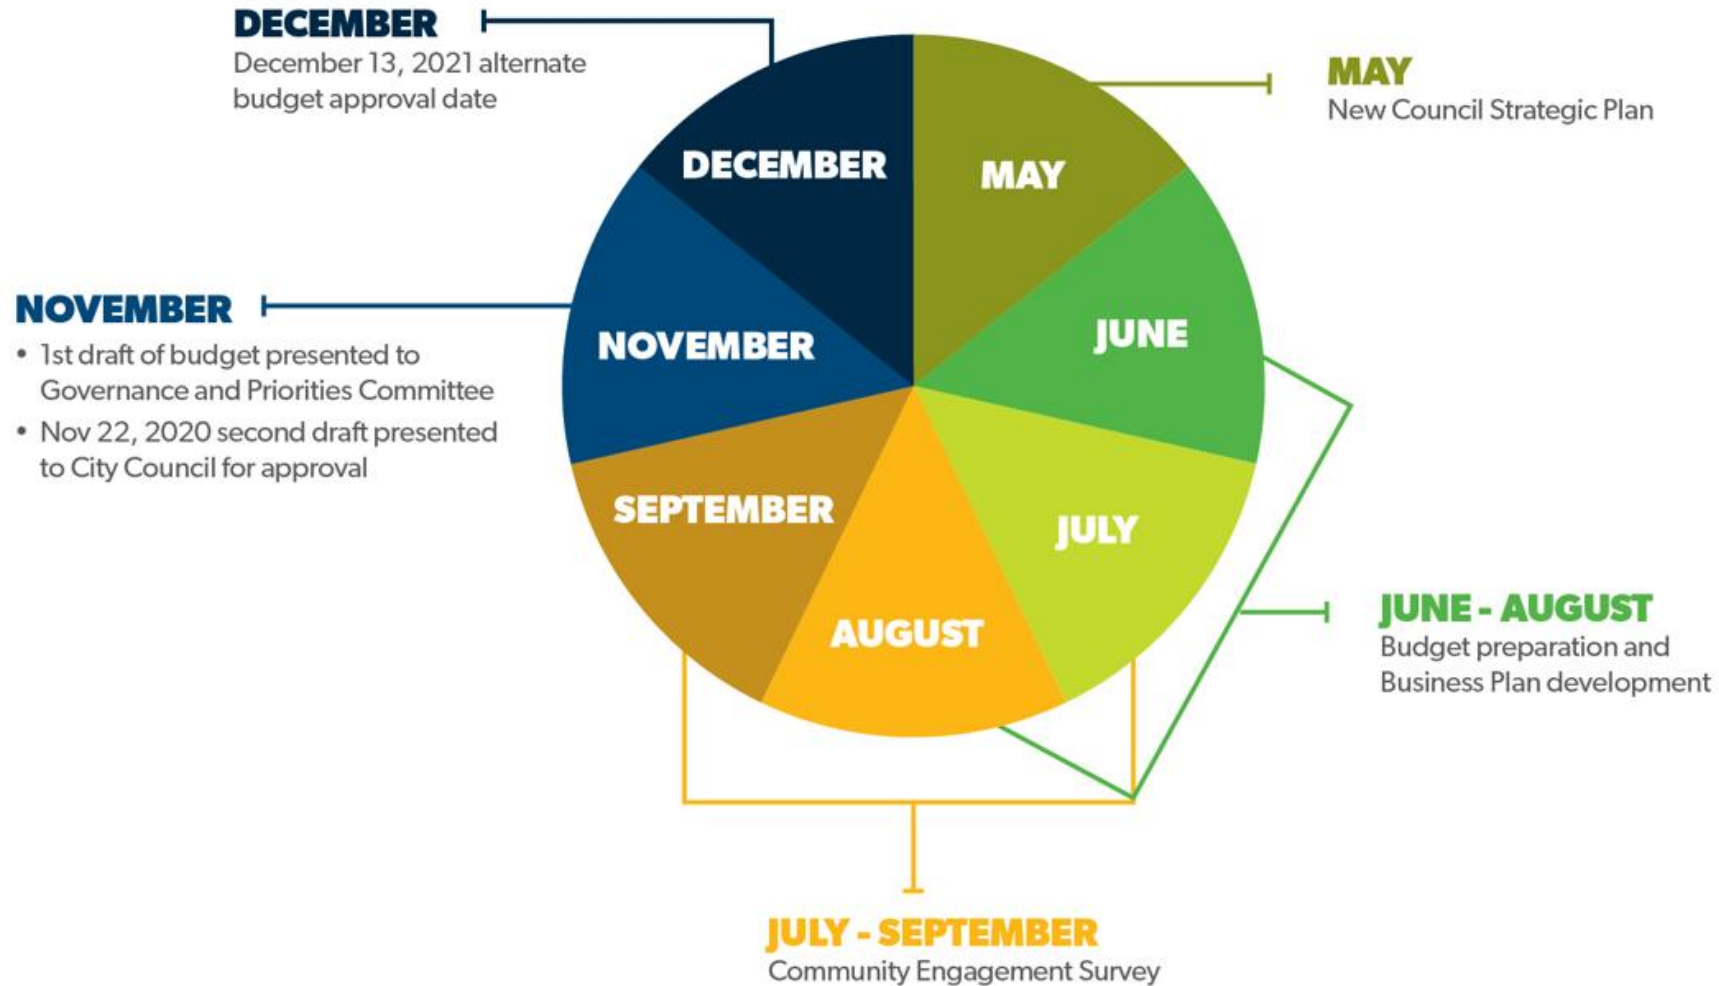 DECEMBER
December 13, 2021 alternate
budget approval date
MAY
New Council Strategic Plan
DECEMBER
MAY
NOVEMBER
• 1st draft of budget presented to
Governance and Priorities Committee
• Nov 22, 2020 second draft presented
to City Council for approval
NOVEMBER
JUNE
SEPTEMBER
JULY
AUGUST
JUNE - AUGUST
Budget preparation and
Business Plan development
JULY - SEPTEMBER
Community Engagement Survey